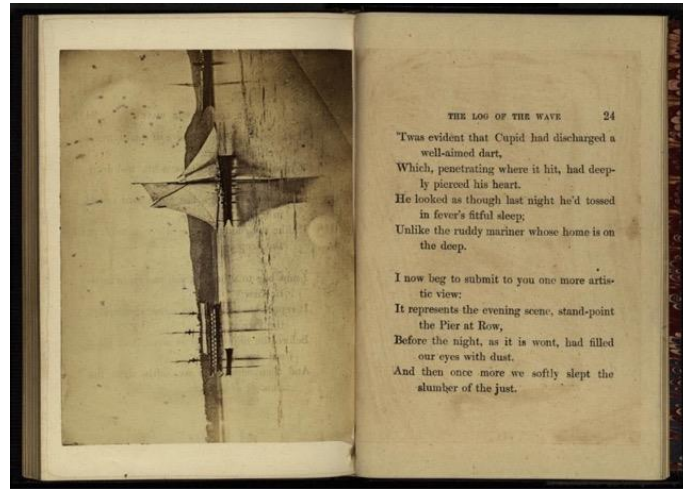 THE LOG OF THE WAVE 24
'Twas evident that Cupid had discharged a
well-aimed dart,
Which, penetrating where it hit, had deep-
ly pierced his heart.
He looked as though last night he'd tossed
in fever's fitful sleep;
Unlike the ruddy mariner whose home is on
the deep.
I now beg to submit to you one more artis-
tic view:
It represents the evening scene, stand-point
the Pier at Row,
Before the night, as it is wont, had filled
our eyes with dust.
And then once more we softly slept the
slumber of the just.